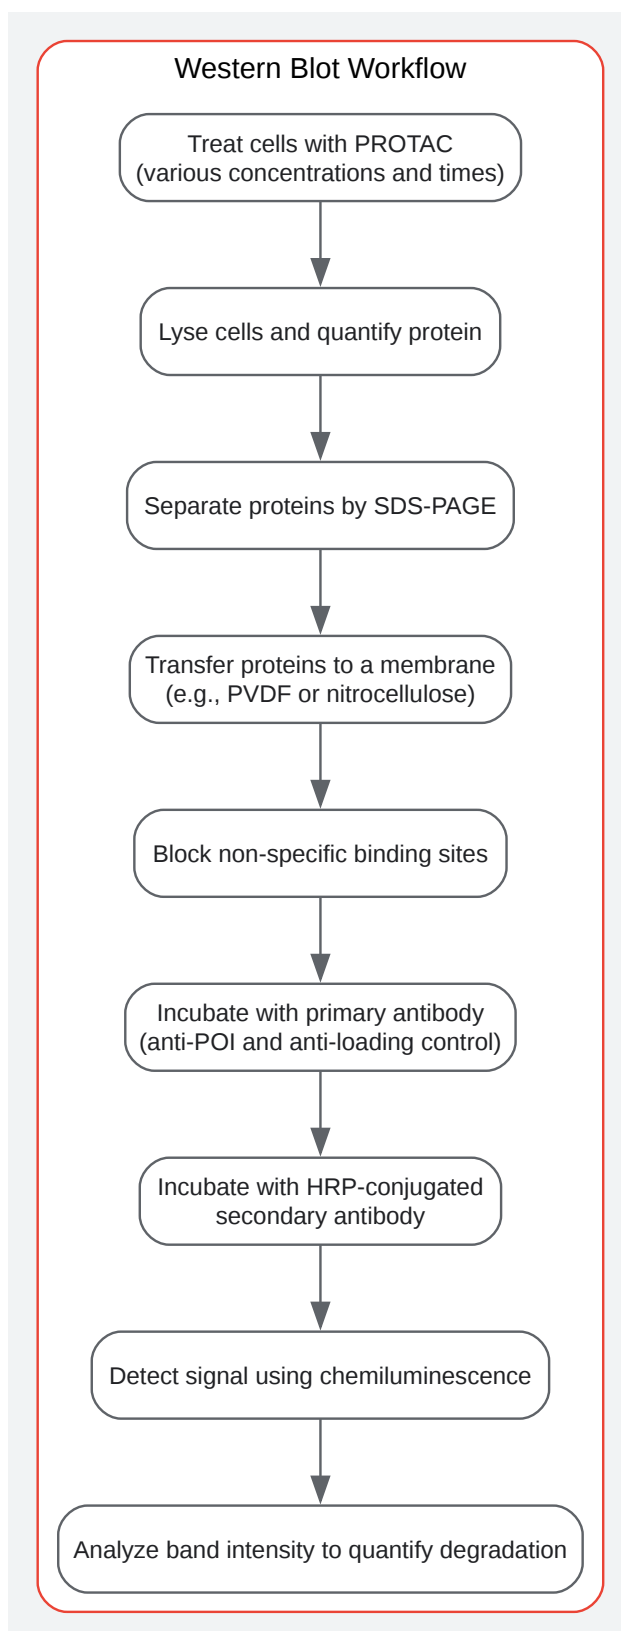 Western Blot Workflow
Treat cells with PROTAC
(various concentrations and times)
Lyse cells and quantify protein
Separate proteins by SDS-PAGE
Transfer proteins to a membrane
(e.g., PVDF or nitrocellulose)
Block non-specific binding sites
Incubate with primary antibody
(anti-POI and anti-loading control)
Incubate with HRP-conjugated
secondary antibody
Detect signal using chemiluminescence
Analyze band intensity to quantify degradation